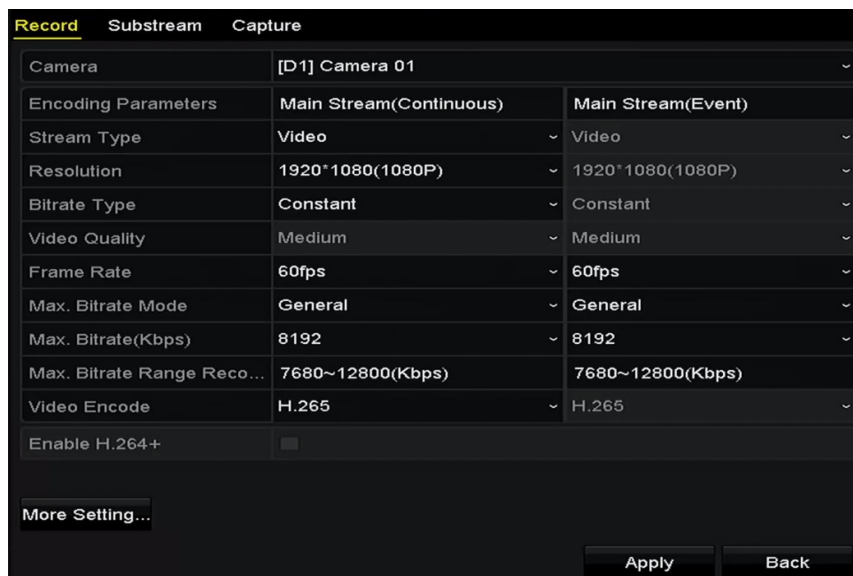 Record Substream Capture
Camera [D1] Camera 01
Encoding Parameters Main Stream(Continuous) Main Stream(Event)
Stream Type Video Video
Resolution 1920*1080(1080P) 1920*1080(1080P)
Bitrate Type Constant Constant
Video Quality Medium Medium
Frame Rate 60fps 60fps
Max. Bitrate Mode General General
Max. Bitrate(Kbps) 8192 8192
Max. Bitrate Range Reco... 7680~12800(Kbps) 7680~12800(Kbps)
Video Encode H.265 H.265
Enable H.264+
More Setting...
Apply Back